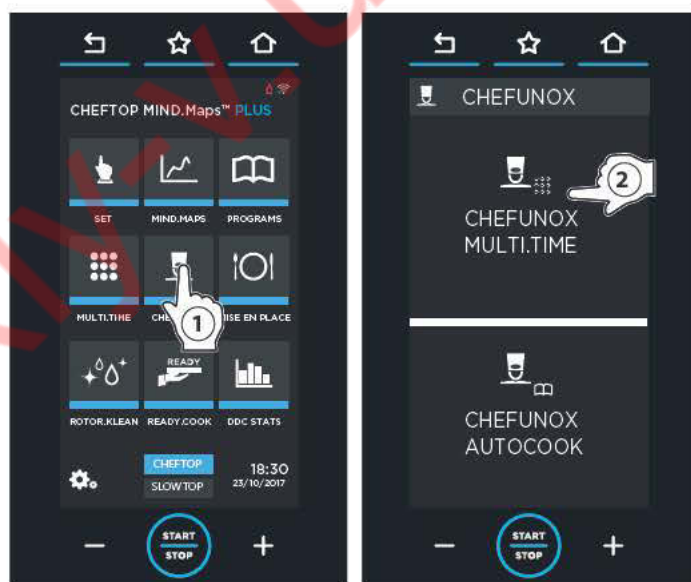 CHEFTOP MIND.Maps™ PLUS
SET MIND.MAPS PROGRAMS
MULTI.TIME CHE ISE EN PLACE
1
READY
ROTOR.KLEAN READY.COOK DDC STATS
CHEFTOP 18:30
SLOWTOP 23/10/2017
START
STOP
CHEFUNOX
2
CHEFUNOX
MULTI.TIME
CHEFUNOX
AUTOCOOK
START
STOP